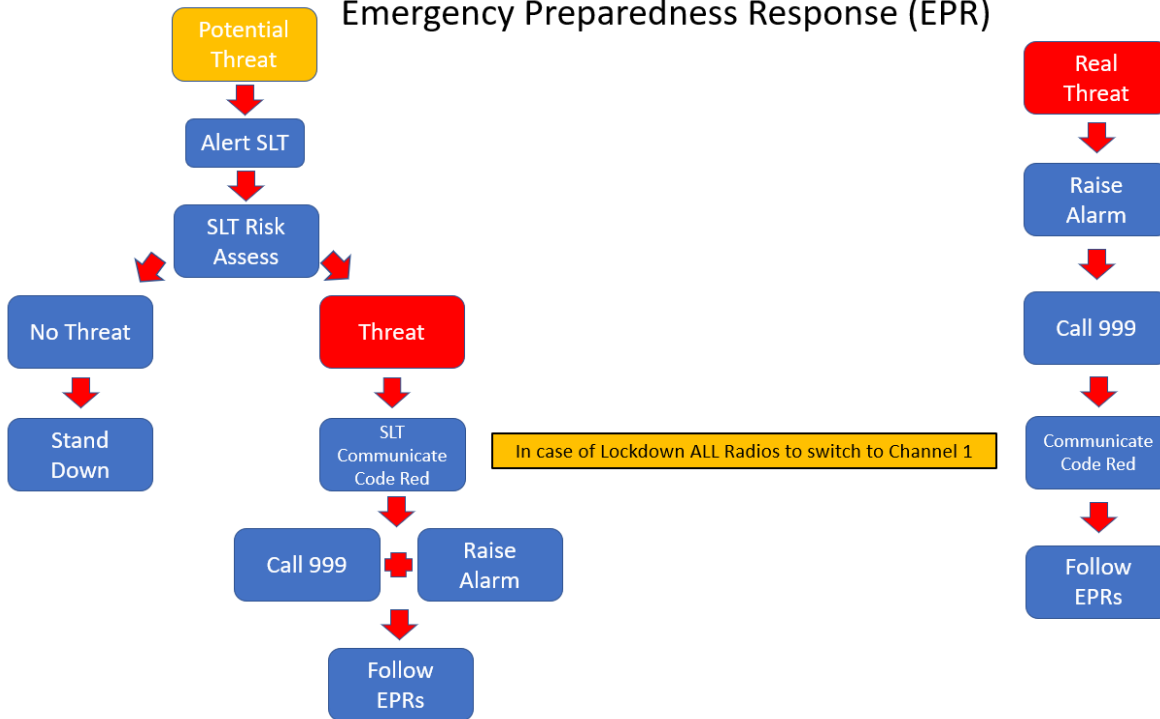 Emergency Preparedness Response (EPR)
Potential
Threat
Alert SLT
SLT Risk
Assess
No Threat
Stand
Down
Threat
SLT
Communicate
Code Red
Call 999
Raise
Alarm
Follow
EPRs
In case of Lockdown ALL Radios to switch to Channel 1
Real
Threat
Raise
Alarm
Call 999
Communicate
Code Red
Follow
EPRs